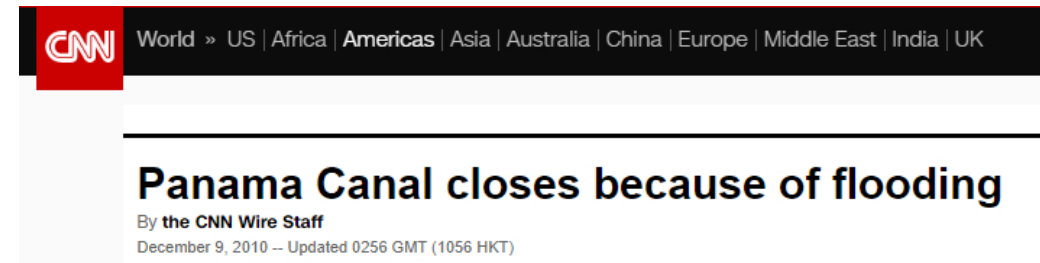 CNN World » US | Africa | Americas | Asia | Australia | China | Europe | Middle East | India | UK
Panama Canal closes because of flooding
By the CNN Wire Staff
December 9, 2010 -- Updated 0256 GMT (1056 HKT)